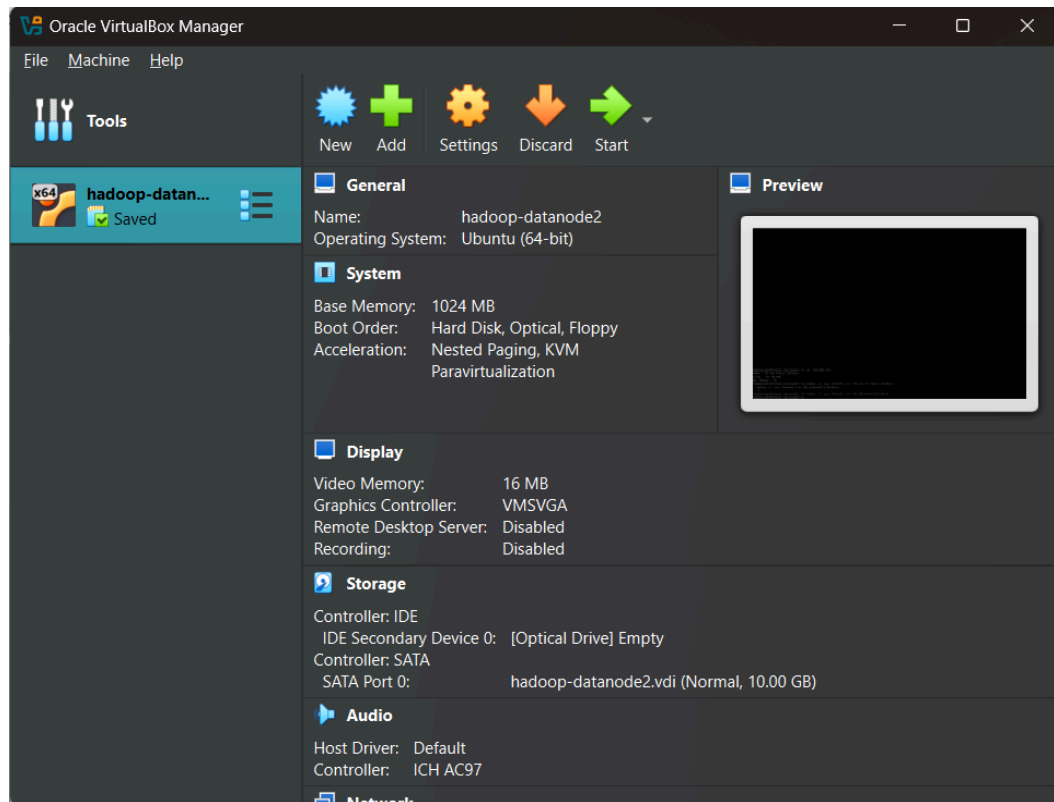 Oracle VirtualBox Manager
File Machine Help
Tools
New Add Settings Discard Start
x64
hadoop-datan...
Saved
General
Name: hadoop-datanode2
Operating System: Ubuntu (64-bit)
System
Base Memory: 1024 MB
Boot Order: Hard Disk, Optical, Floppy
Acceleration: Nested Paging, KVM
Paravirtualization
Preview
Display
Video Memory: 16 MB
Graphics Controller: VMSVGA
Remote Desktop Server: Disabled
Recording: Disabled
Storage
Controller: IDE
IDE Secondary Device 0: [Optical Drive] Empty
Controller: SATA
SATA Port 0: hadoop-datanode2.vdi (Normal, 10.00 GB)
Audio
Host Driver: Default
Controller: ICH AC97
Network